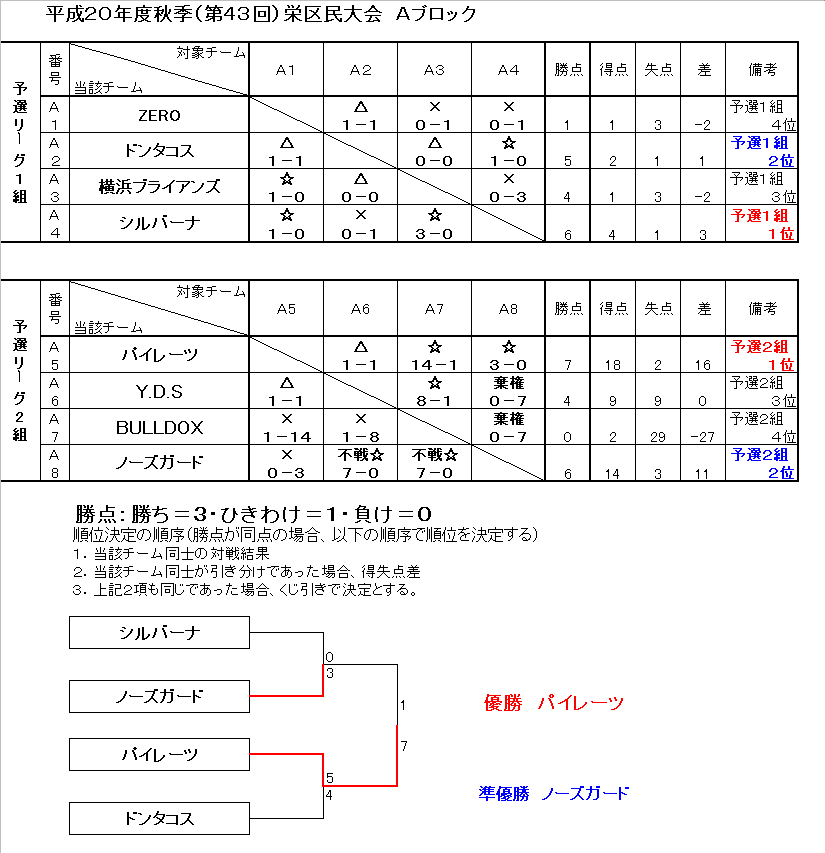 平成２０年度秋季（第４３回）栄区民大会　Ａブロック
予選リーグ１組
番号 対象チーム 当該チーム Ａ１ Ａ２ Ａ３ Ａ４ 勝点 得点 失点 差 備考
Ａ１ ZERO △ １－１ × ０－１ × ０－１ 1 1 3 -2 予選１組 ４位
Ａ２ ドンタコス △ １－１ △ ０－０ ☆ １－０ 5 2 1 1 予選１組 ２位
Ａ３ 横浜ブライアンズ ☆ １－０ △ ０－０ × ０－３ 4 1 3 -2 予選１組 ３位
Ａ４ シルバーナ ☆ １－０ × ０－１ ☆ ３－０ 6 4 1 3 予選１組 １位
予選リーグ２組
番号 対象チーム 当該チーム Ａ５ Ａ６ Ａ７ Ａ８ 勝点 得点 失点 差 備考
Ａ５ パイレーツ △ １－１ ☆ １４－１ ☆ ３－０ 7 18 2 16 予選２組 １位
Ａ６ Y.D.S △ １－１ ☆ ８－１ 棄権 ０－７ 4 9 9 0 予選２組 ３位
Ａ７ BULLDOX × １－１４ × １－８ 棄権 ０－７ 0 2 29 -27 予選２組 ４位
Ａ８ ノーズガード × ０－３ 不戦☆ ７－０ 不戦☆ ７－０ 6 14 3 11 予選２組 ２位
勝点：勝ち＝３・ひきわけ＝１・負け＝０
順位決定の順序（勝点が同点の場合、以下の順序で順位を決定する）
１．当該チーム同士の対戦結果
２．当該チーム同士が引き分けであった場合、得失点差
３．上記２項も同じであった場合、くじ引きで決定とする。
シルバーナ
０
３
ノーズガード
１
優勝　パイレーツ
７
パイレーツ
５
４
準優勝　ノーズガード
ドンタコス